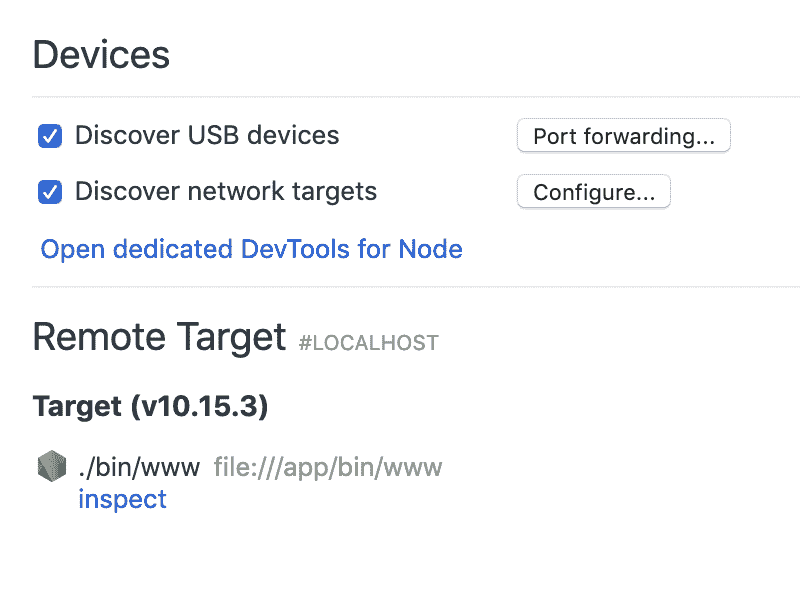 Devices
Discover USB devices Port forwarding...
Discover network targets Configure...
Open dedicated DevTools for Node
Remote Target #LOCALHOST
Target (v10.15.3)
./bin/www file:///app/bin/www
inspect